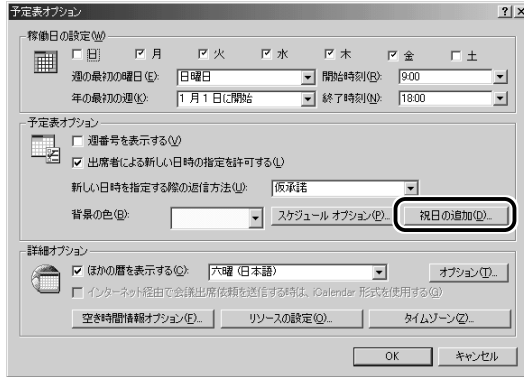 予定表オプション
稼働日の設定(W)
日 月 火 水 木 金 土
週の最初の曜日(E): 日曜日 開始時刻(R): 9:00
年の最初の週(K): 1 月 1 日に開始 終了時刻(N): 18:00
予定表オプション
週番号を表示する(V)
出席者による新しい日時の指定を許可する(L)
新しい日時を指定する際の返信方法(U): 仮承諾
背景の色(B): スケジュール オプション(P)... 祝日の追加(D)...
詳細オプション
ほかの暦を表示する(C): 六曜 (日本語) オプション(T)...
インターネット経由で会議出席依頼を送信する時は、iCalendar 形式を使用する(G)
空き時間情報オプション(F)... リソースの設定(O)... タイムゾーン(Z)...
OK キャンセル